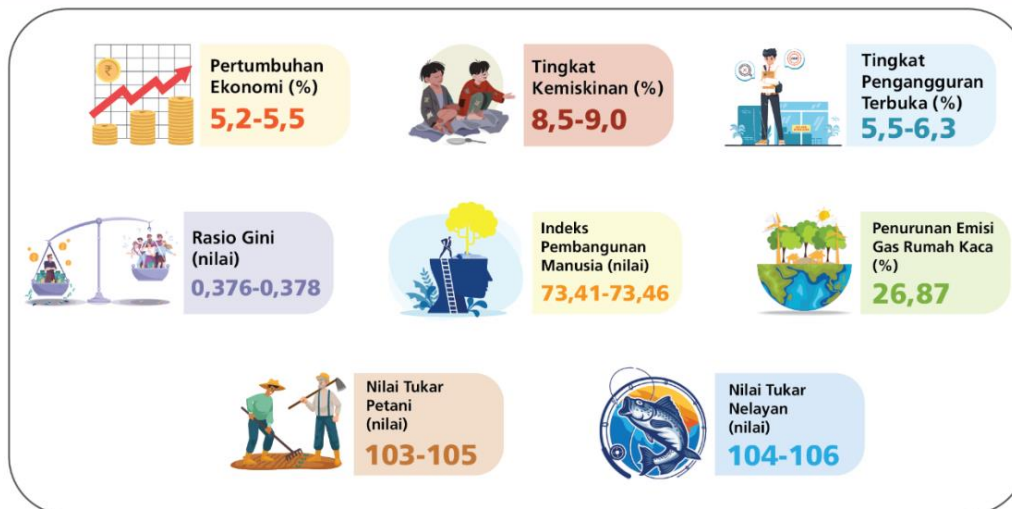 Pertumbuhan
Ekonomi (%)
5,2-5,5
Tingkat
Kemiskinan (%)
8,5-9,0
Tingkat
Pengangguran
Terbuka (%)
5,5-6,3
Rasio Gini
(nilai)
0,376-0,378
Indeks
Pembangunan
Manusia (nilai)
73,41-73,46
Penurunan Emisi
Gas Rumah Kaca
(%)
26,87
Nilai Tukar
Petani
(nilai)
103-105
Nilai Tukar
Nelayan
(nilai)
104-106